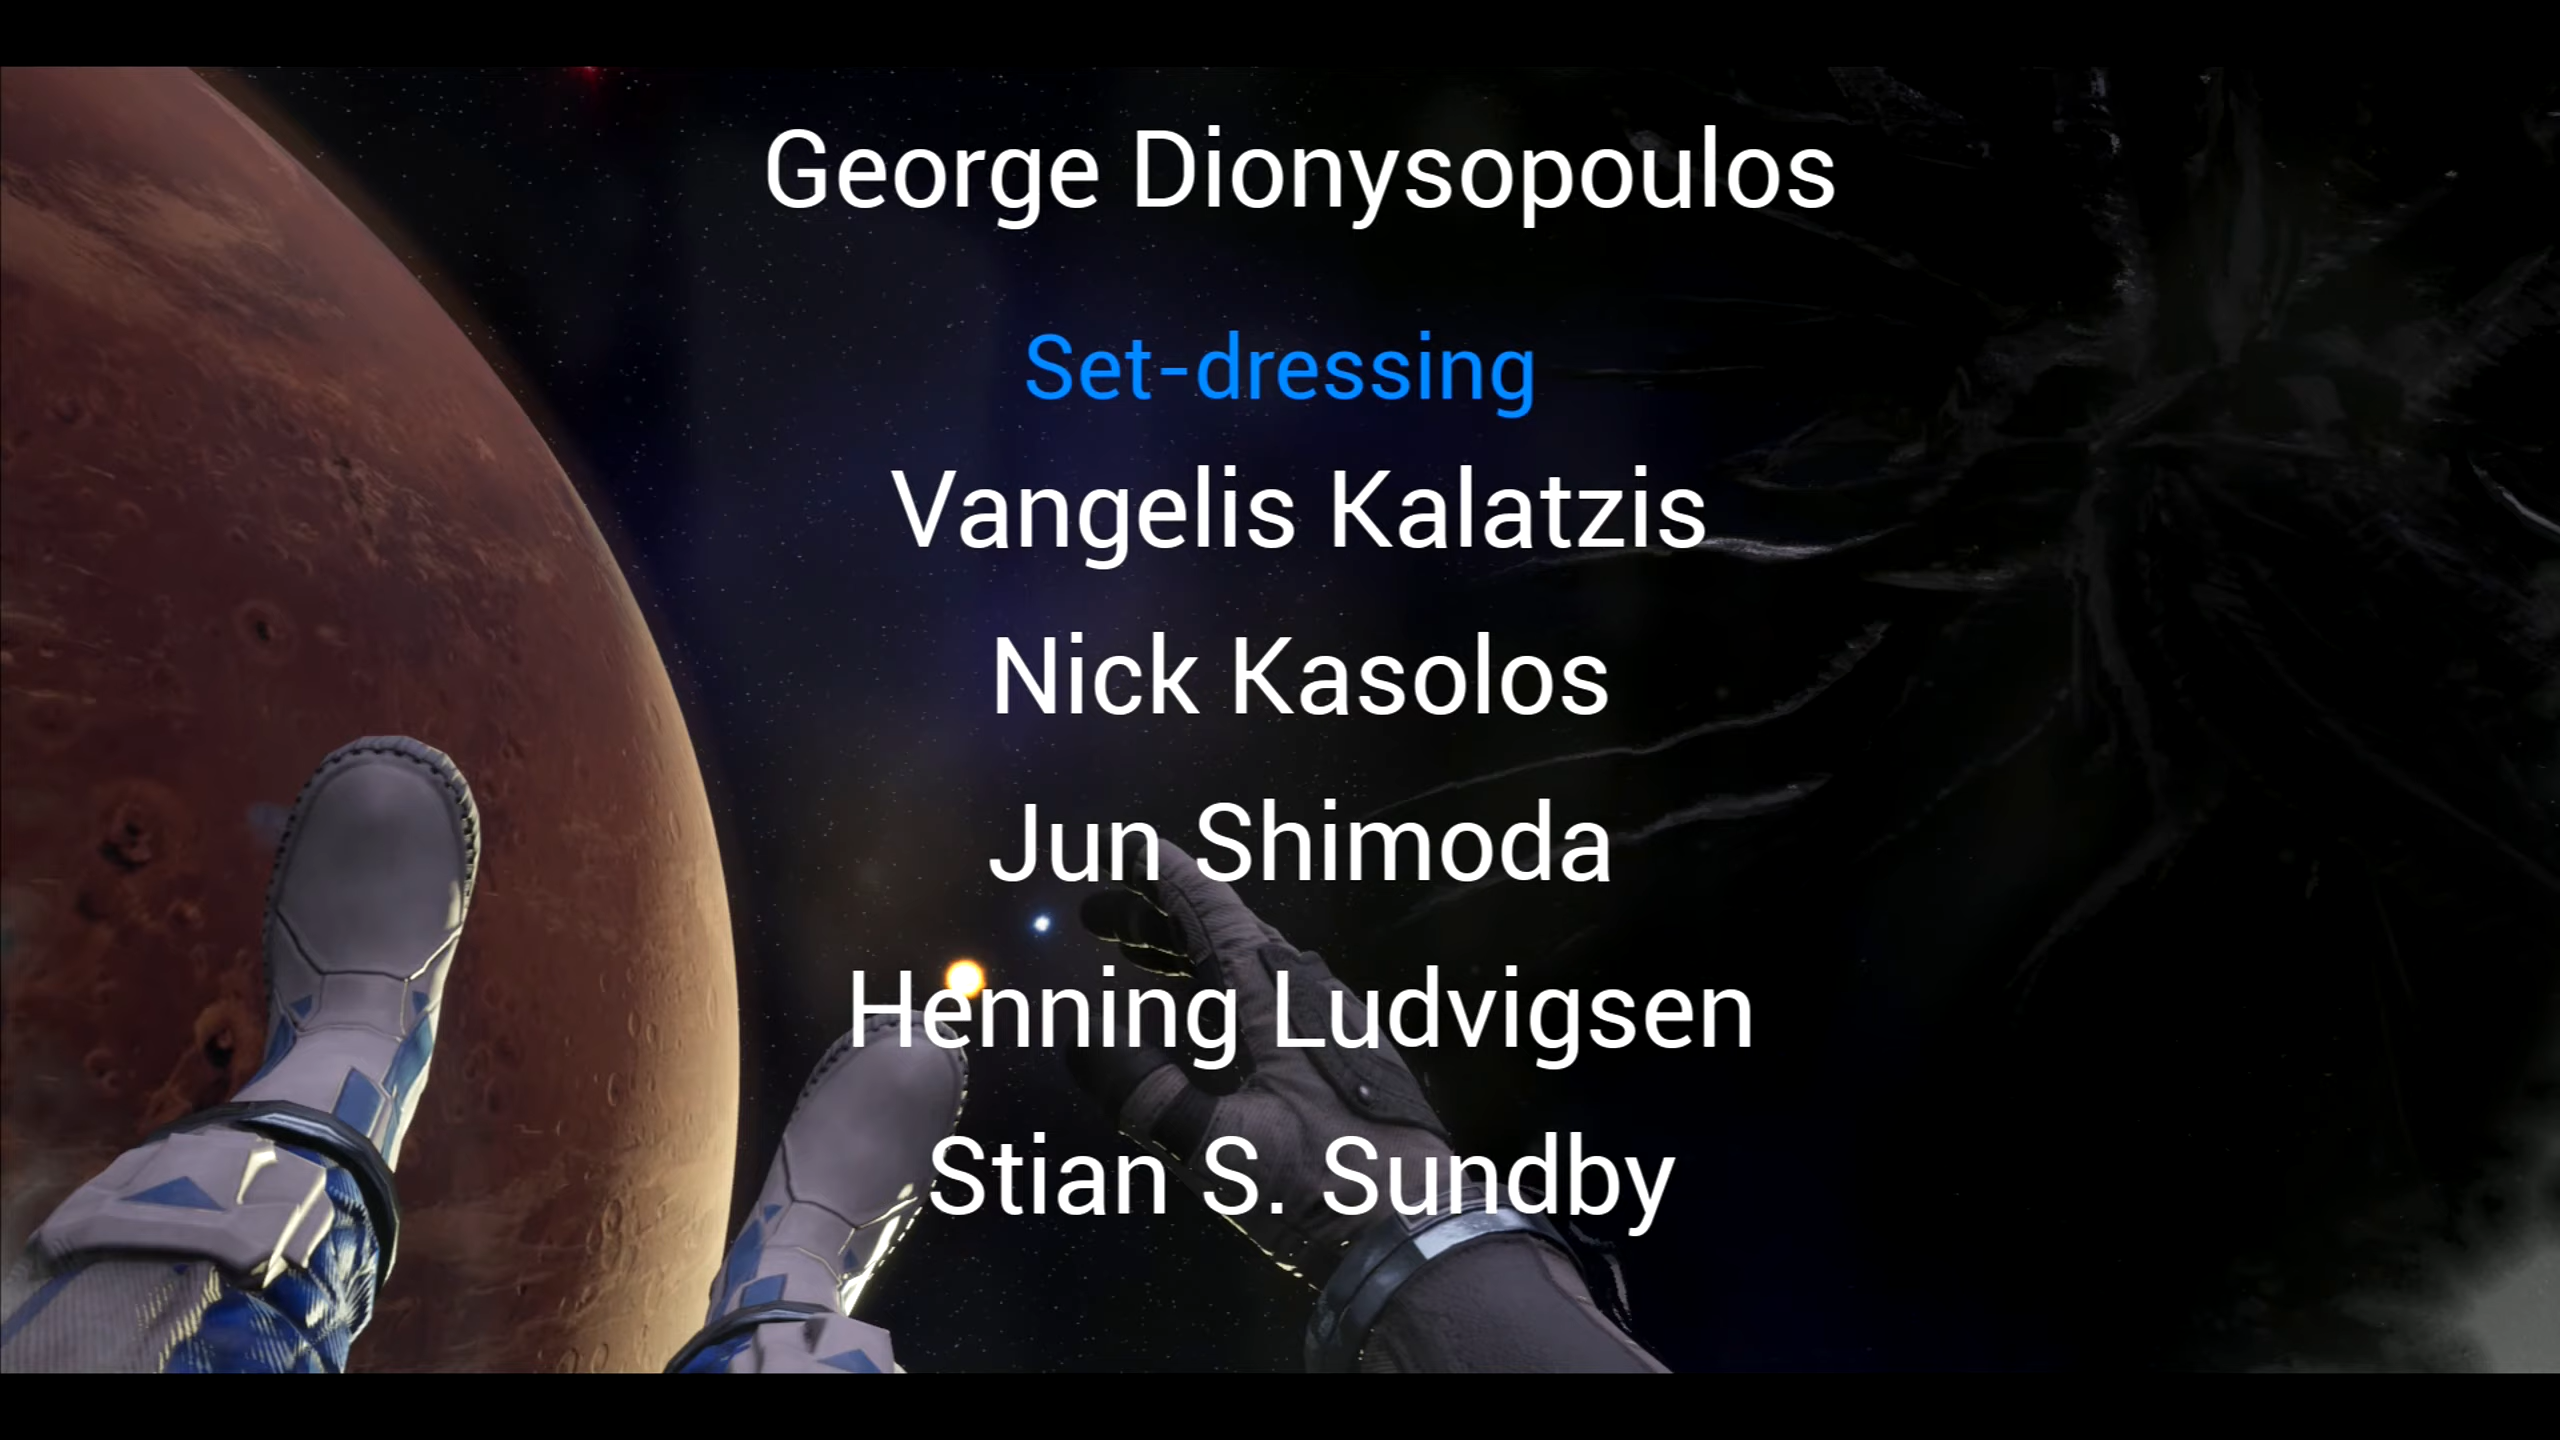 George Dionysopoulos
Set-dressing
Vangelis Kalatzis
Nick Kasolos
Jun Shimoda
Henning Ludvigsen
Stian S. Sundby